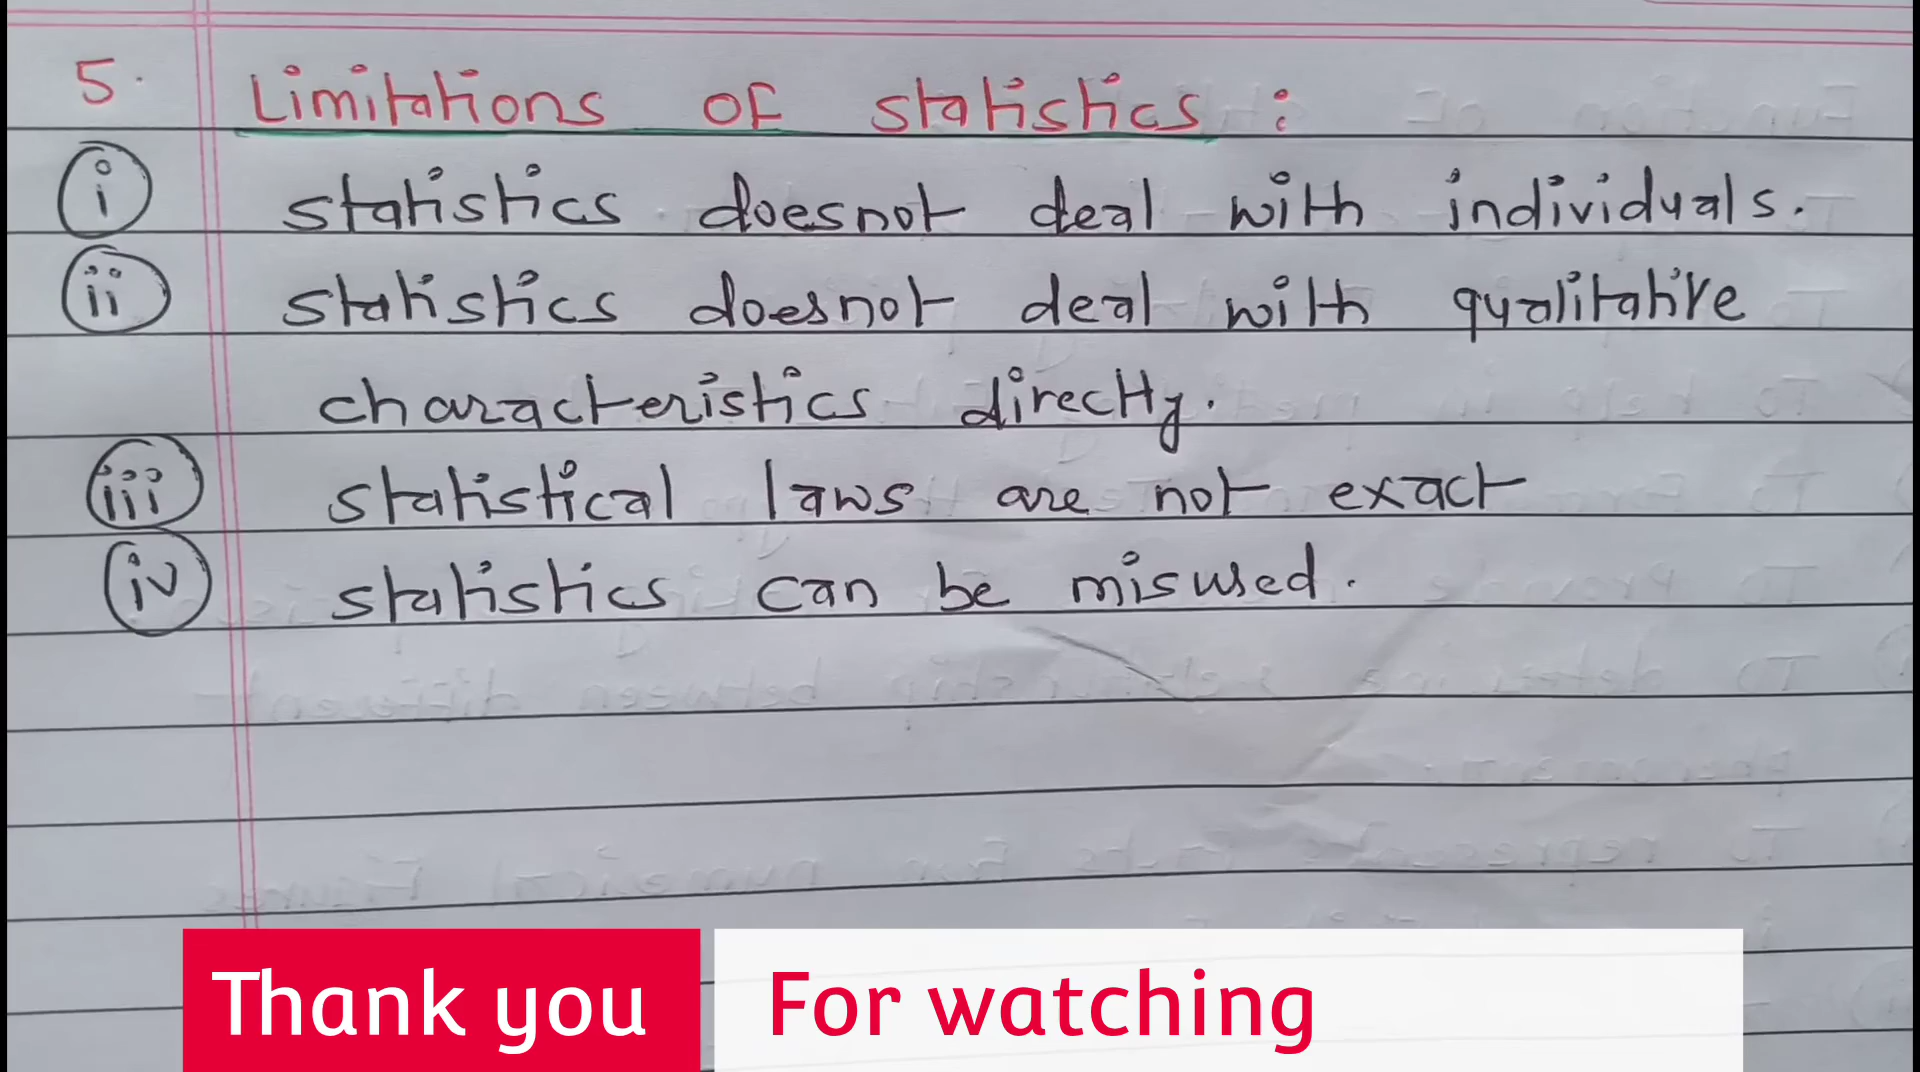 5. Limitations of statistics :
i statistics doesnot deal with individuals.
ii statistics doesnot deal with qualitative
characteristics directly.
iii statistical laws are not exact
iv statistics can be misused.
Thank you For watching